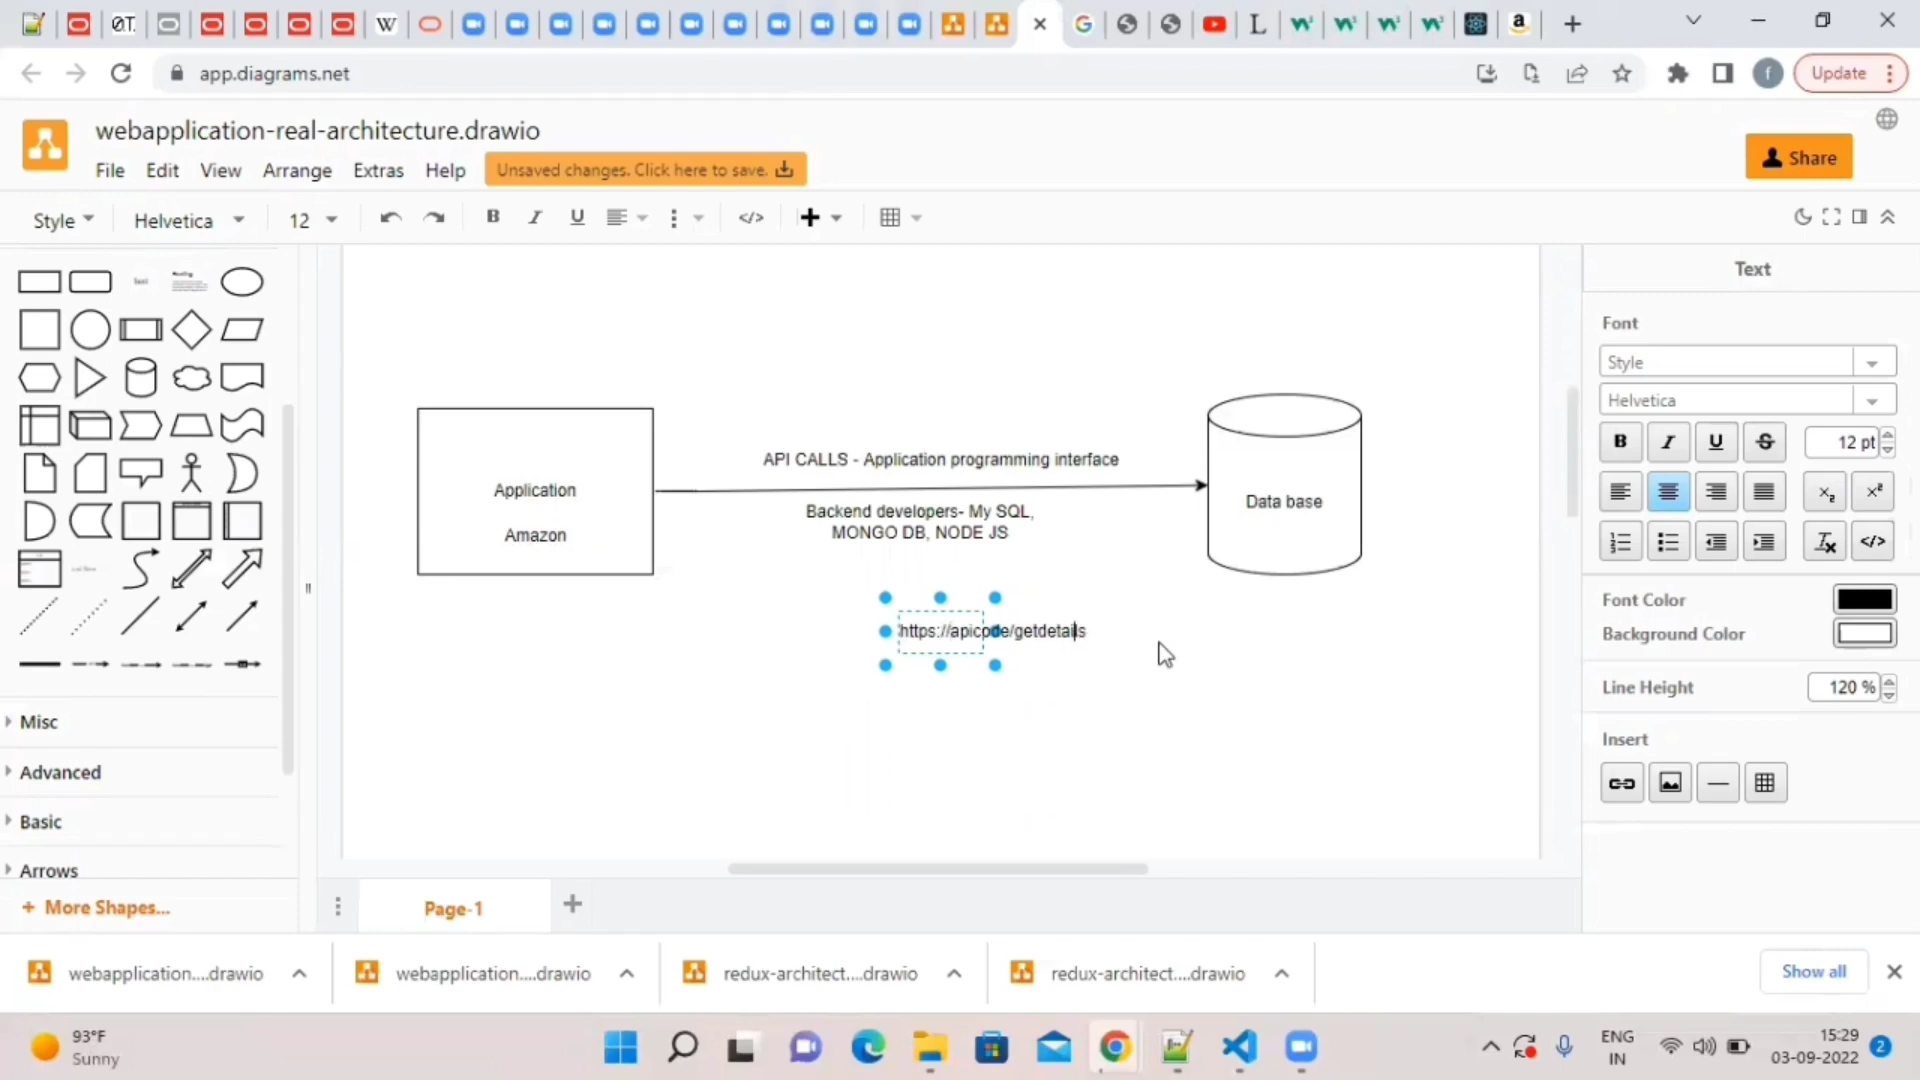 app.diagrams.net
Update
webapplication-real-architecture.drawio
File Edit View Arrange Extras Help
Unsaved changes. Click here to save.
Share
Style Helvetica 12
Text
Font
Style
Helvetica
12 pt
Font Color
Background Color
Line Height 120 %
Insert
Application
Amazon
API CALLS - Application programming interface
Backend developers- My SQL,
MONGO DB, NODE JS
Data base
https://apicode/getdetails
Misc
Advanced
Basic
Arrows
+ More Shapes...
Page-1
webapplication....drawio
webapplication....drawio
redux-architect....drawio
redux-architect....drawio
Show all
93°F
Sunny
ENG
IN
15:29
03-09-2022
2